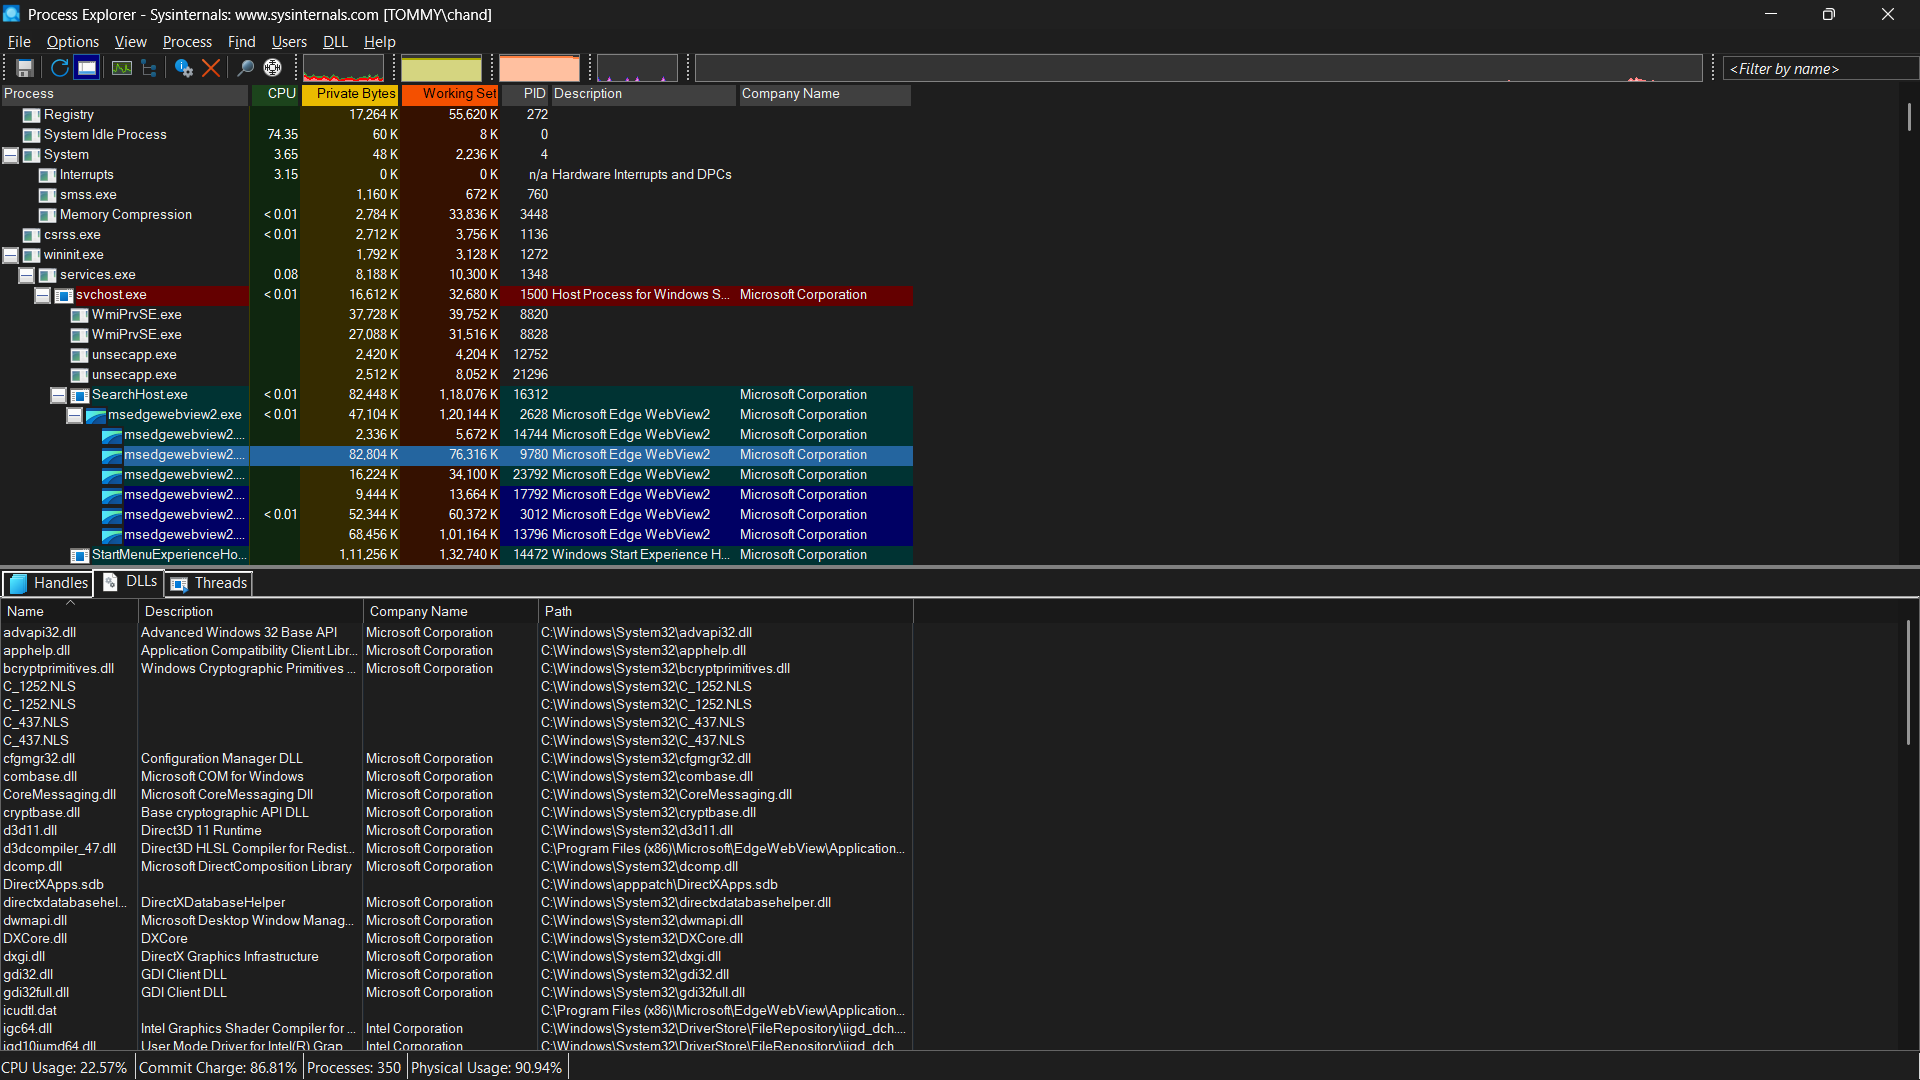 Process Explorer - Sysinternals: www.sysinternals.com [TOMMY\chand]
File Options View Process Find Users DLL Help
<Filter by name>
Process CPU Private Bytes Working Set PID Description Company Name
Registry 17,264 K 55,620 K 272
System Idle Process 74.35 60 K 8 K 0
System 3.65 48 K 2,236 K 4
Interrupts 3.15 0 K 0 K n/a Hardware Interrupts and DPCs
smss.exe 1,160 K 672 K 760
Memory Compression < 0.01 2,784 K 33,836 K 3448
csrss.exe < 0.01 2,712 K 3,756 K 1136
wininit.exe 1,792 K 3,128 K 1272
services.exe 0.08 8,188 K 10,300 K 1348
svchost.exe < 0.01 16,612 K 32,680 K 1500 Host Process for Windows S... Microsoft Corporation
WmiPrvSE.exe 37,728 K 39,752 K 8820
WmiPrvSE.exe 27,088 K 31,516 K 8828
unsecapp.exe 2,420 K 4,204 K 12752
unsecapp.exe 2,512 K 8,052 K 21296
SearchHost.exe < 0.01 82,448 K 1,18,076 K 16312 Microsoft Corporation
msedgewebview2.exe < 0.01 47,104 K 1,20,144 K 2628 Microsoft Edge WebView2 Microsoft Corporation
msedgewebview2.... 2,336 K 5,672 K 14744 Microsoft Edge WebView2 Microsoft Corporation
msedgewebview2.... 82,804 K 76,316 K 9780 Microsoft Edge WebView2 Microsoft Corporation
msedgewebview2.... 16,224 K 34,100 K 23792 Microsoft Edge WebView2 Microsoft Corporation
msedgewebview2.... 9,444 K 13,664 K 17792 Microsoft Edge WebView2 Microsoft Corporation
msedgewebview2.... < 0.01 52,344 K 60,372 K 3012 Microsoft Edge WebView2 Microsoft Corporation
msedgewebview2.... 68,456 K 1,01,164 K 13796 Microsoft Edge WebView2 Microsoft Corporation
StartMenuExperienceHo... 1,11,256 K 1,32,740 K 14472 Windows Start Experience H... Microsoft Corporation
Handles DLLs Threads
Name Description Company Name Path
advapi32.dll Advanced Windows 32 Base API Microsoft Corporation C:\Windows\System32\advapi32.dll
apphelp.dll Application Compatibility Client Libr... Microsoft Corporation C:\Windows\System32\apphelp.dll
bcryptprimitives.dll Windows Cryptographic Primitives ... Microsoft Corporation C:\Windows\System32\bcryptprimitives.dll
C_1252.NLS C:\Windows\System32\C_1252.NLS
C_1252.NLS C:\Windows\System32\C_1252.NLS
C_437.NLS C:\Windows\System32\C_437.NLS
C_437.NLS C:\Windows\System32\C_437.NLS
cfgmgr32.dll Configuration Manager DLL Microsoft Corporation C:\Windows\System32\cfgmgr32.dll
combase.dll Microsoft COM for Windows Microsoft Corporation C:\Windows\System32\combase.dll
CoreMessaging.dll Microsoft CoreMessaging Dll Microsoft Corporation C:\Windows\System32\CoreMessaging.dll
cryptbase.dll Base cryptographic API DLL Microsoft Corporation C:\Windows\System32\cryptbase.dll
d3d11.dll Direct3D 11 Runtime Microsoft Corporation C:\Windows\System32\d3d11.dll
d3dcompiler_47.dll Direct3D HLSL Compiler for Redist... Microsoft Corporation C:\Program Files (x86)\Microsoft\EdgeWebView\Application...
dcomp.dll Microsoft DirectComposition Library Microsoft Corporation C:\Windows\System32\dcomp.dll
DirectXApps.sdb C:\Windows\apppatch\DirectXApps.sdb
directxdatabasehel... DirectXDatabaseHelper Microsoft Corporation C:\Windows\System32\directxdatabasehelper.dll
dwmapi.dll Microsoft Desktop Window Manag... Microsoft Corporation C:\Windows\System32\dwmapi.dll
DXCore.dll DXCore Microsoft Corporation C:\Windows\System32\DXCore.dll
dxgi.dll DirectX Graphics Infrastructure Microsoft Corporation C:\Windows\System32\dxgi.dll
gdi32.dll GDI Client DLL Microsoft Corporation C:\Windows\System32\gdi32.dll
gdi32full.dll GDI Client DLL Microsoft Corporation C:\Windows\System32\gdi32full.dll
icudtl.dat C:\Program Files (x86)\Microsoft\EdgeWebView\Application...
igc64.dll Intel Graphics Shader Compiler for ... Intel Corporation C:\Windows\System32\DriverStore\FileRepository\iigd_dch....
igd10iumd64.dll User Mode Driver for Intel(R) Grap... Intel Corporation C:\Windows\System32\DriverStore\FileRepository\iigd_dch....
CPU Usage: 22.57% Commit Charge: 86.81% Processes: 350 Physical Usage: 90.94%